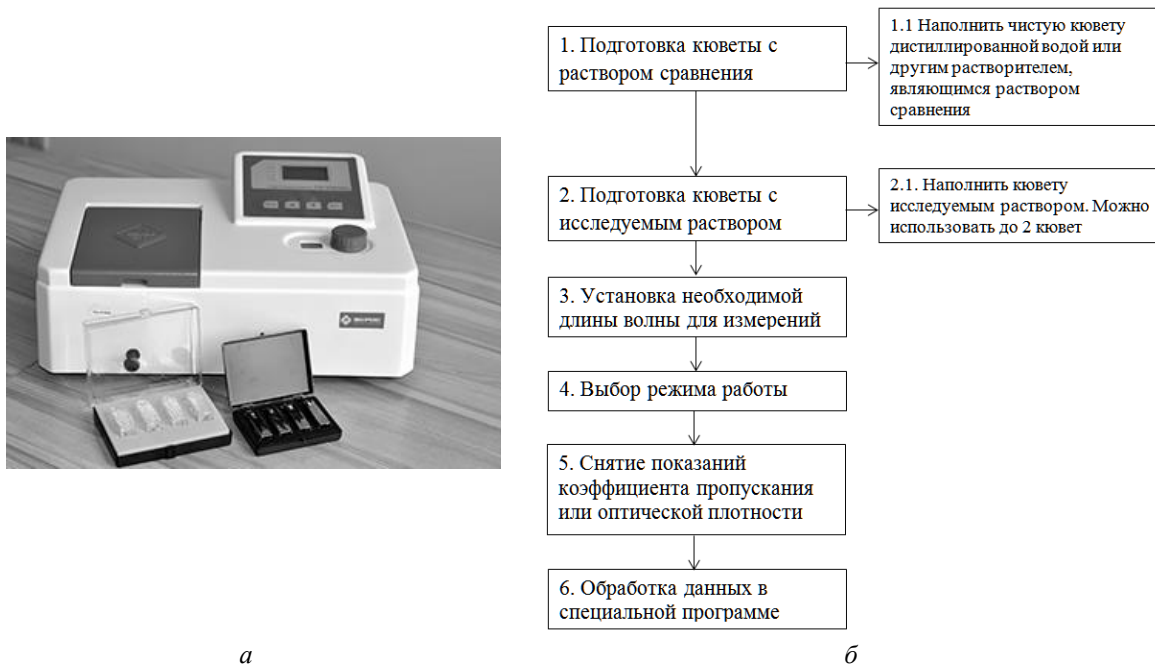 1. Подготовка кюветы с
раствором сравнения
1.1 Наполнить чистую кювету
дистиллированной водой или
другим растворителем,
являющимся раствором
сравнения
2. Подготовка кюветы с
исследуемым раствором
2.1. Наполнить кювету
исследуемым раствором. Можно
использовать до 2 кювет
3. Установка необходимой
длины волны для измерений
4. Выбор режима работы
5. Снятие показаний
коэффициента пропускания
или оптической плотности
6. Обработка данных в
специальной программе
а
б